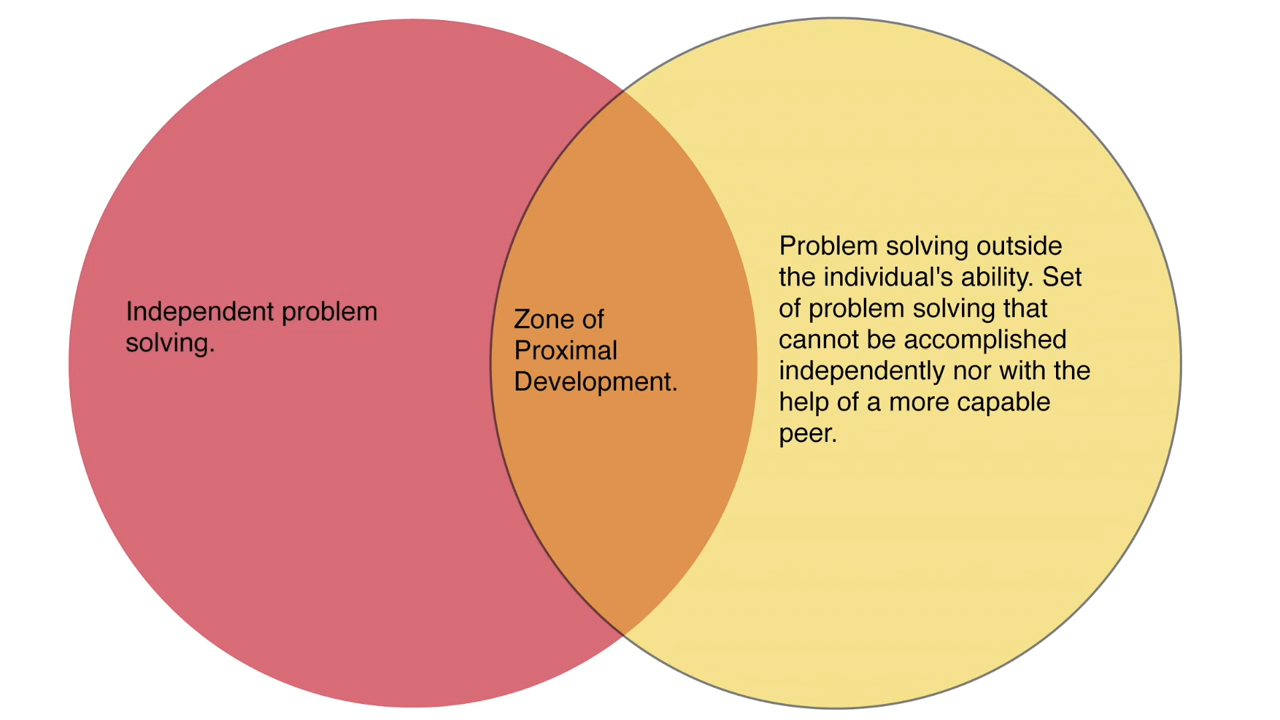 Independent problem
solving.
Zone of
Proximal
Development.
Problem solving outside
the individual's ability. Set
of problem solving that
cannot be accomplished
independently nor with the
help of a more capable
peer.